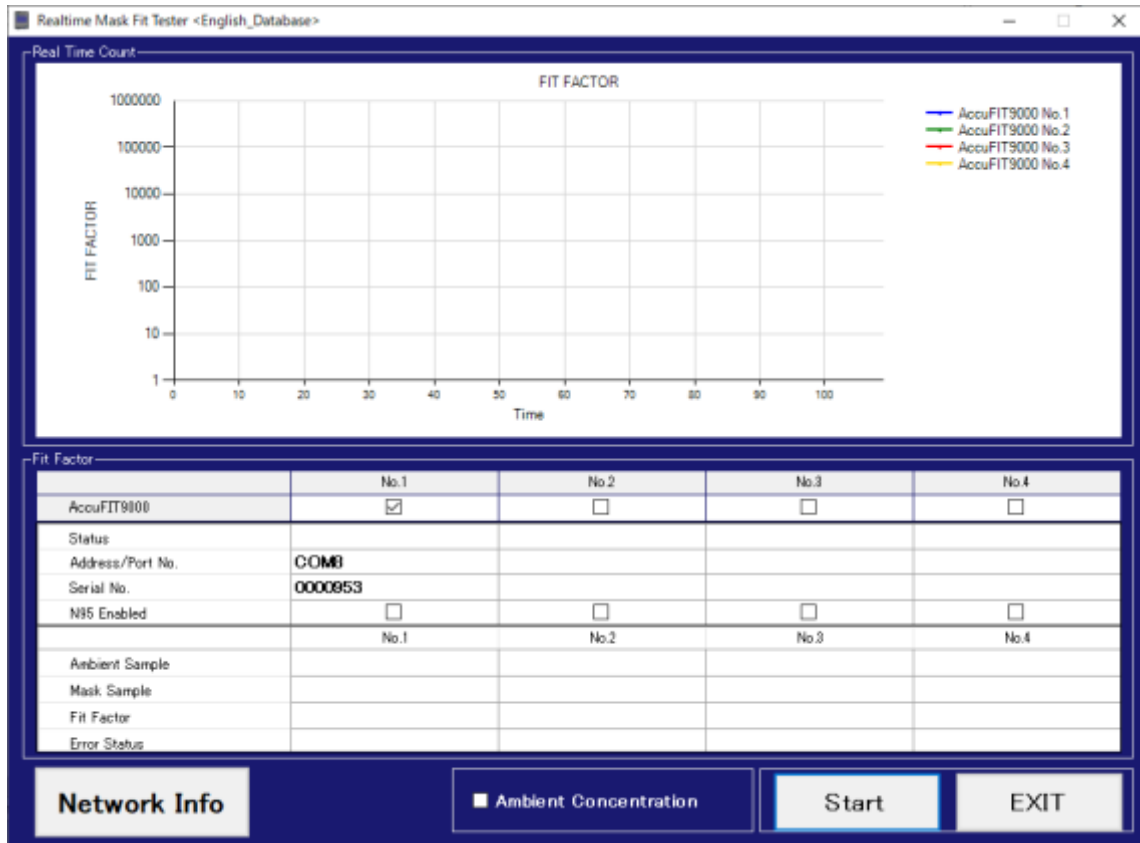 Realtime Mask Fit Tester <English_Database>
Real Time Count
FIT FACTOR
1000000
100000
10000
1000
100
10
1
FIT FACTOR
0 10 20 30 40 50 60 70 80 90 100
Time
AccuFIT9000 No.1
AccuFIT9000 No.2
AccuFIT9000 No.3
AccuFIT9000 No.4
Fit Factor
No.1 No.2 No.3 No.4
AccuFIT9000
Status
Address/Port No. COM8
Serial No. 0000953
N95 Enabled
No.1 No.2 No.3 No.4
Ambient Sample
Mask Sample
Fit Factor
Error Status
Network Info
Ambient Concentration
Start
EXIT